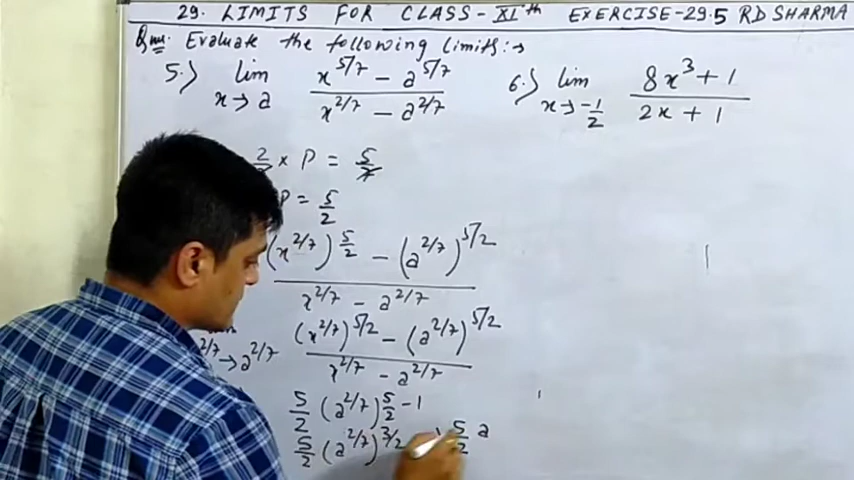 29. LIMITS FOR CLASS-XIth EXERCISE-29.5 RD SHARMA
Ques. Evaluate the following limits:→
5.) lim x→a (x^5/7 - a^5/7) / (x^2/7 - a^2/7)
6.) lim x→-1/2 (8x³+1) / (2x+1)
2/7 × P = 5/7
P = 5/2
((x^2/7)^5/2 - (a^2/7)^5/2) / (x^2/7 - a^2/7)
x^2/7→a^2/7 ((x^2/7)^5/2 - (a^2/7)^5/2) / (x^2/7 - a^2/7)
5/2 (a^2/7)^5/2-1
5/2 (a^2/7)^3/2 5/2 a